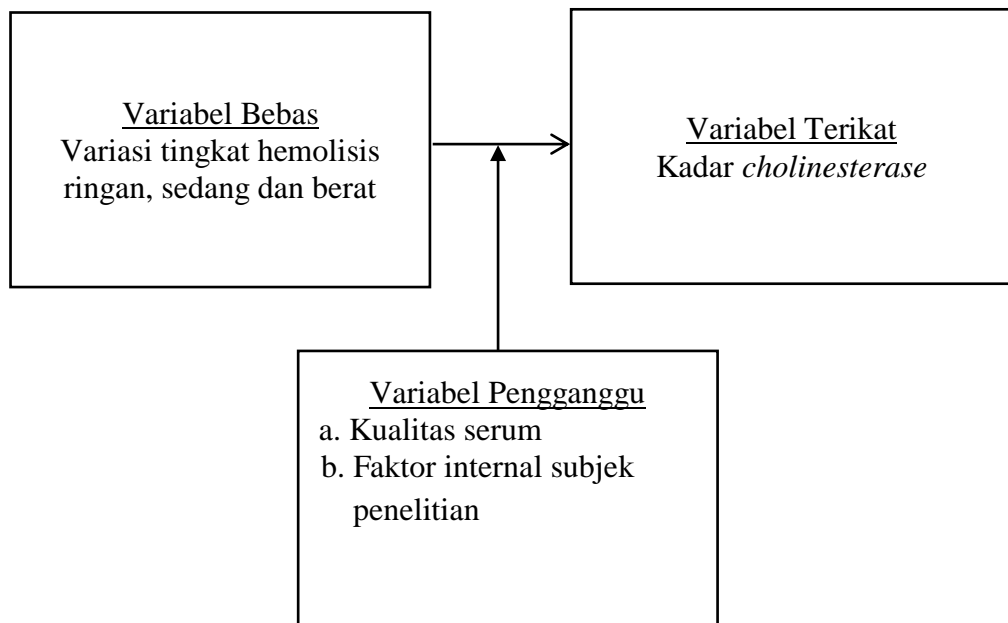 Variabel Bebas
Variasi tingkat hemolisis
ringan, sedang dan berat
Variabel Terikat
Kadar cholinesterase
Variabel Pengganggu
a. Kualitas serum
b. Faktor internal subjek
penelitian